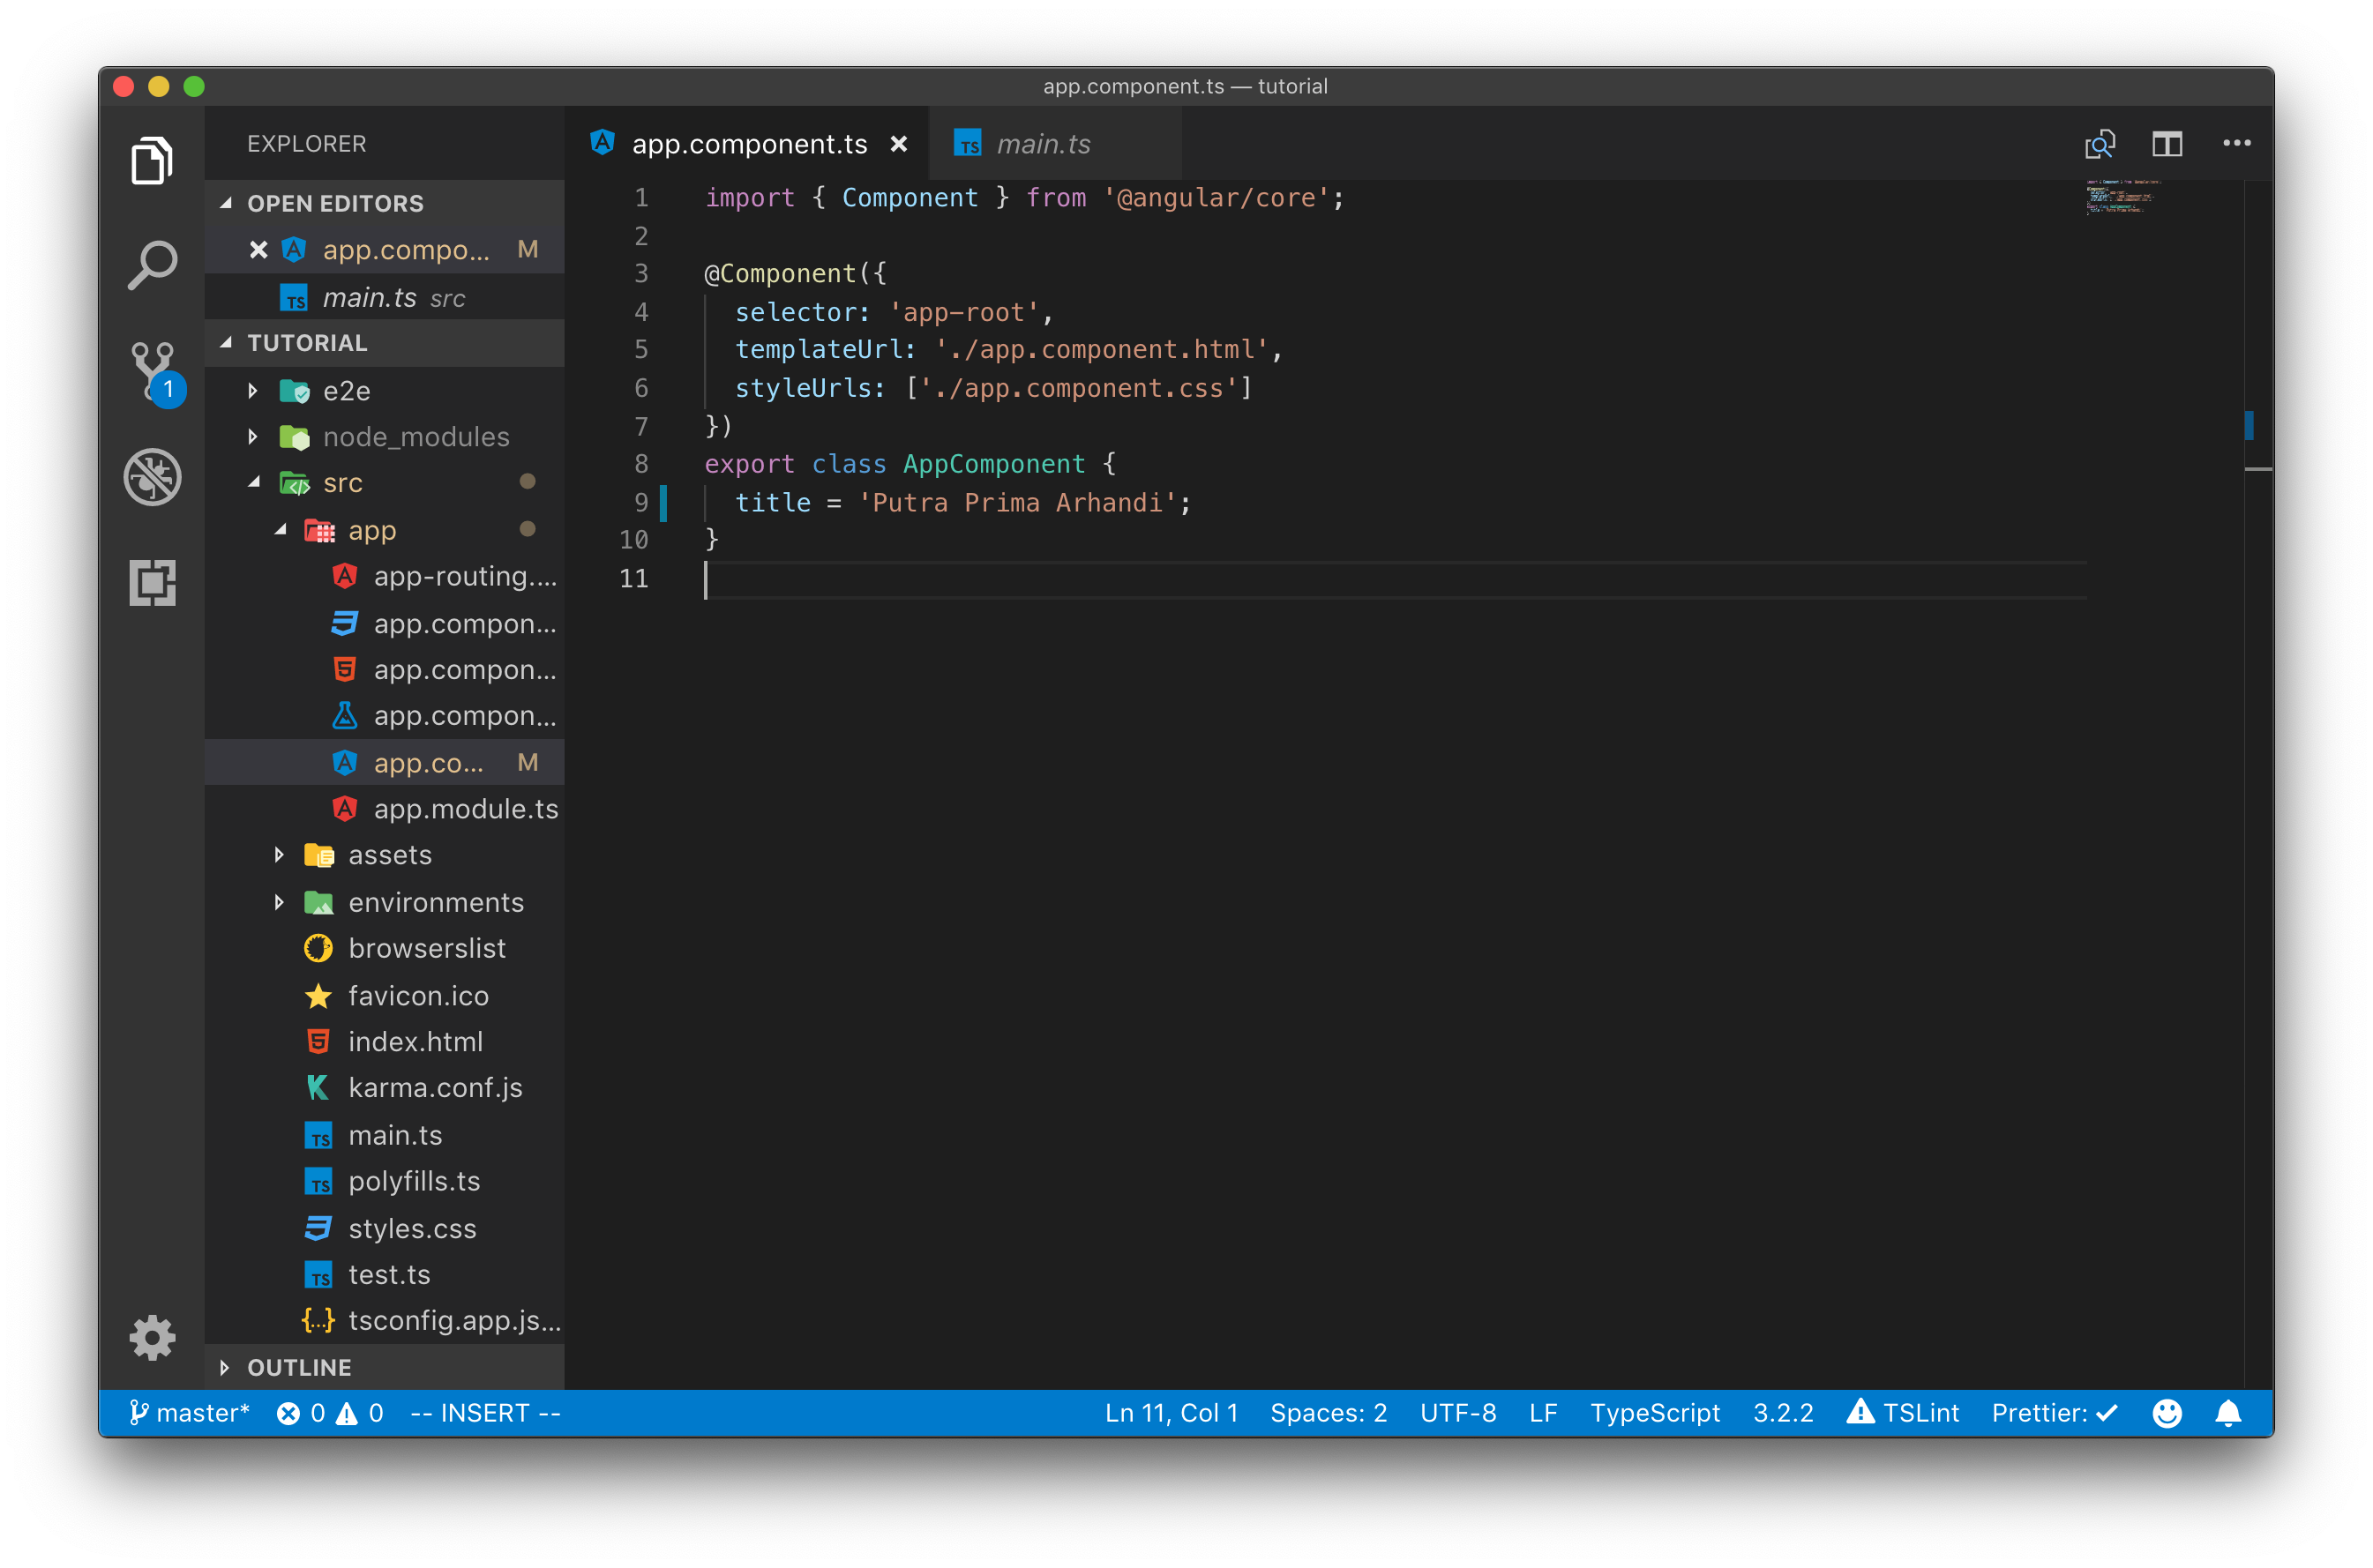 app.component.ts — tutorial
EXPLORER
OPEN EDITORS
app.compo... M
main.ts src
TUTORIAL
1
e2e
node_modules
src
app
app-routing....
app.compon...
app.compon...
app.compon...
app.co... M
app.module.ts
assets
environments
browserslist
favicon.ico
index.html
karma.conf.js
TS main.ts
TS polyfills.ts
styles.css
TS test.ts
{...} tsconfig.app.js...
OUTLINE
app.component.ts
TS main.ts
1 import { Component } from '@angular/core';
2
3 @Component({
4 selector: 'app-root',
5 templateUrl: './app.component.html',
6 styleUrls: ['./app.component.css']
7 })
8 export class AppComponent {
9 title = 'Putra Prima Arhandi';
10 }
11
master* 0 0 -- INSERT -- Ln 11, Col 1 Spaces: 2 UTF-8 LF TypeScript 3.2.2 TSLint Prettier: ✓